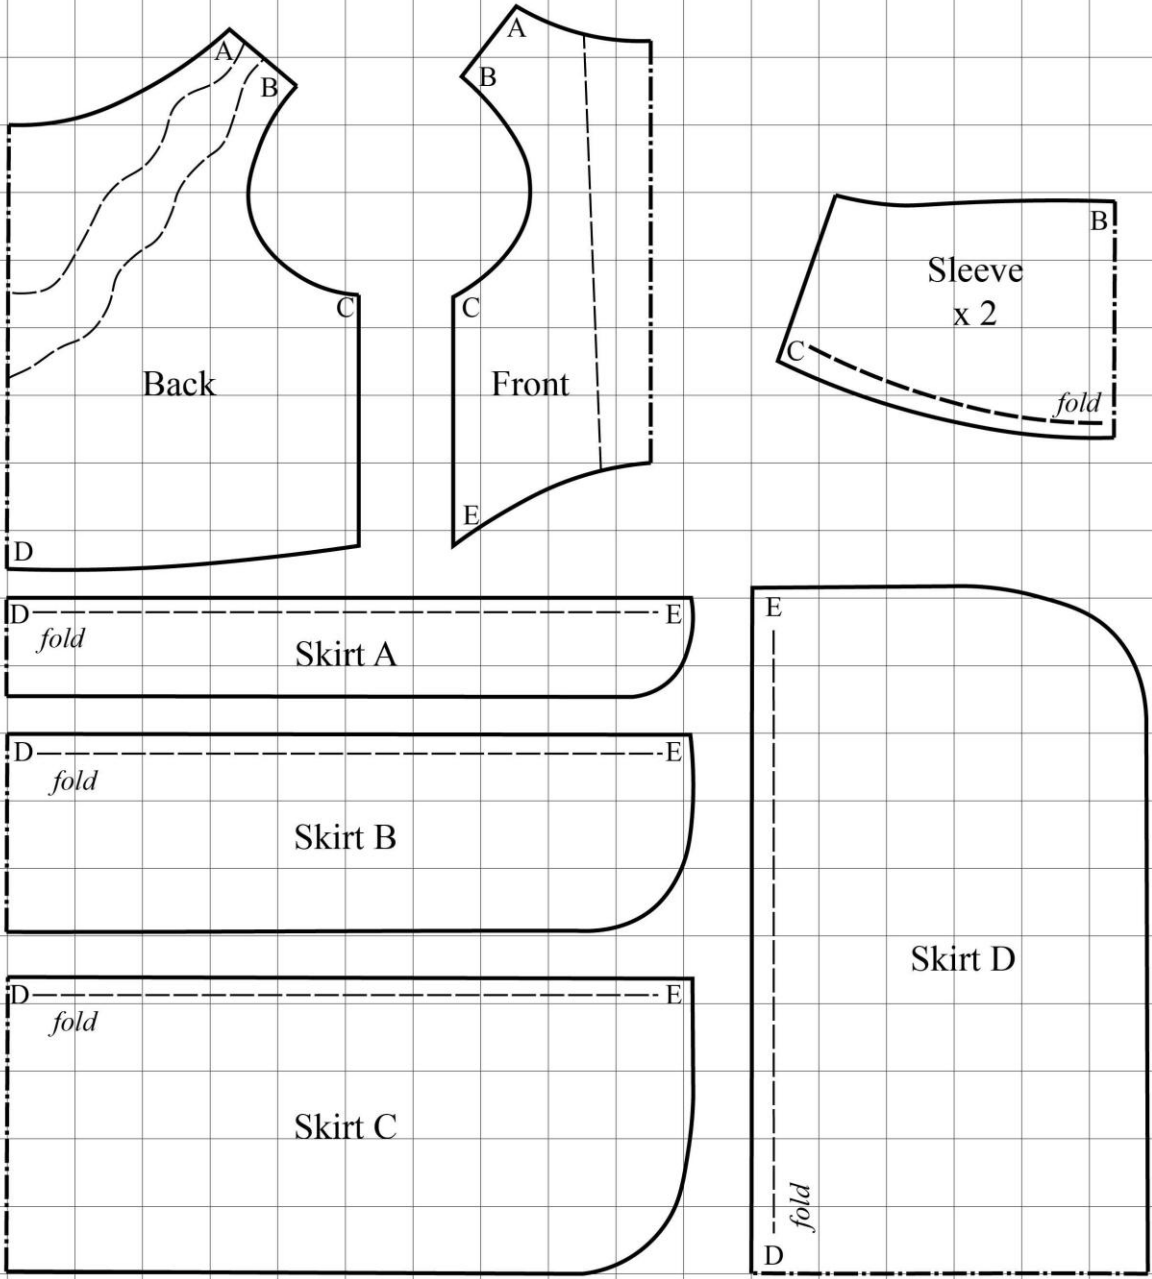 A
B
C
Back
D
A
B
C
Front
E
B
Sleeve
x 2
C
fold
D E
fold
Skirt A
D E
fold
Skirt B
D E
fold
Skirt C
E
Skirt D
fold
D